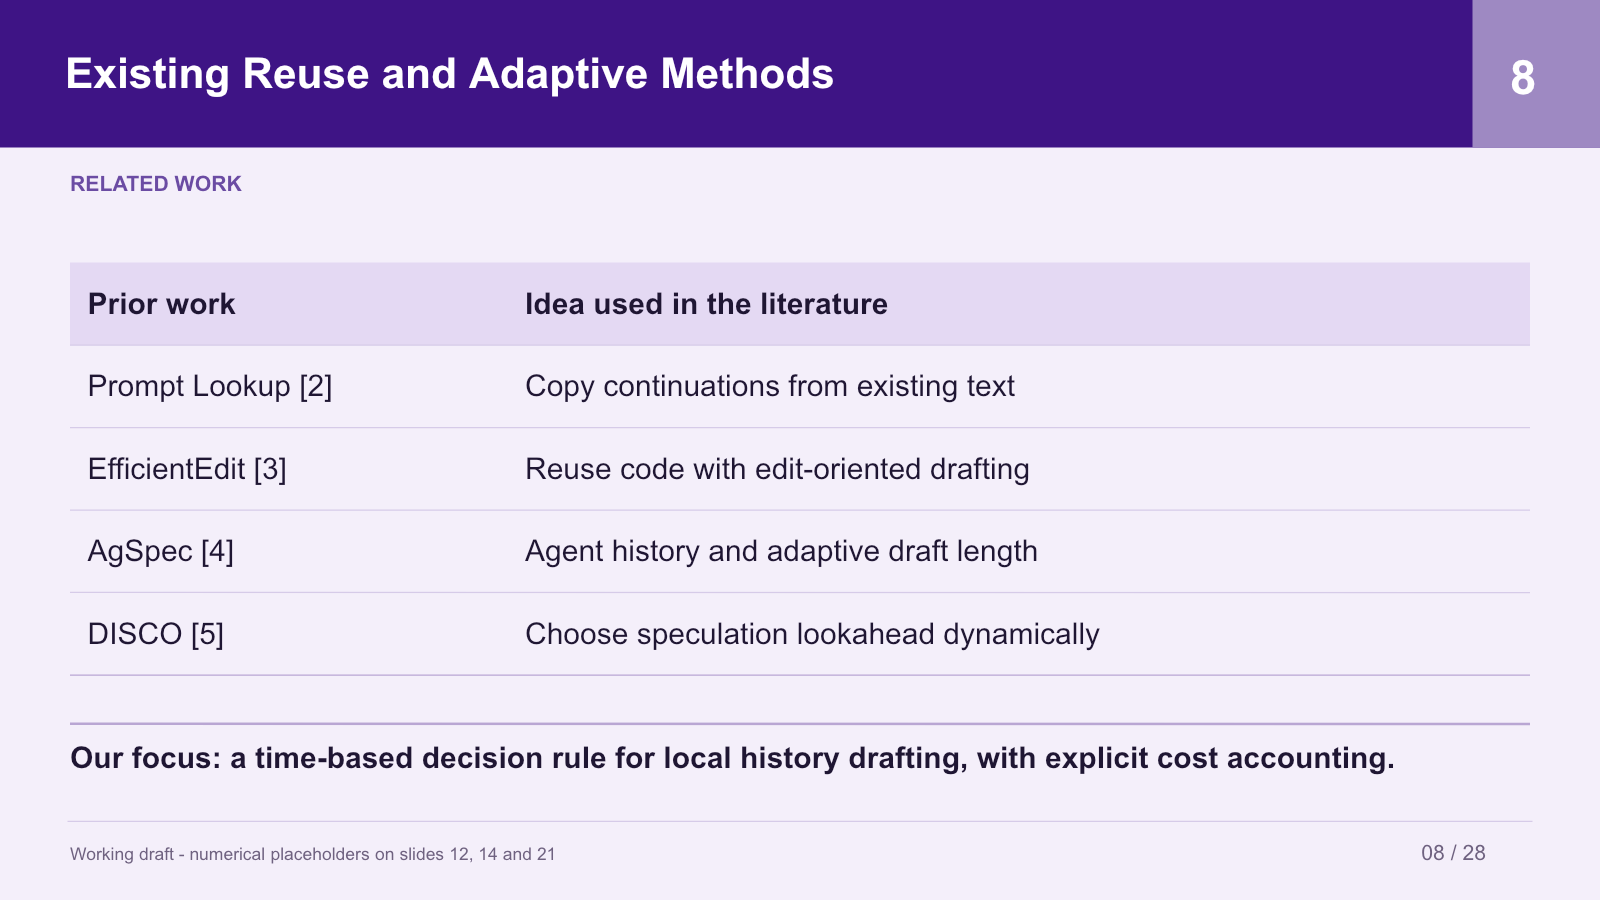 Existing Reuse and Adaptive Methods
8
RELATED WORK
Prior work Idea used in the literature
Prompt Lookup [2] Copy continuations from existing text
EfficientEdit [3] Reuse code with edit-oriented drafting
AgSpec [4] Agent history and adaptive draft length
DISCO [5] Choose speculation lookahead dynamically
Our focus: a time-based decision rule for local history drafting, with explicit cost accounting.
Working draft - numerical placeholders on slides 12, 14 and 21
08 / 28